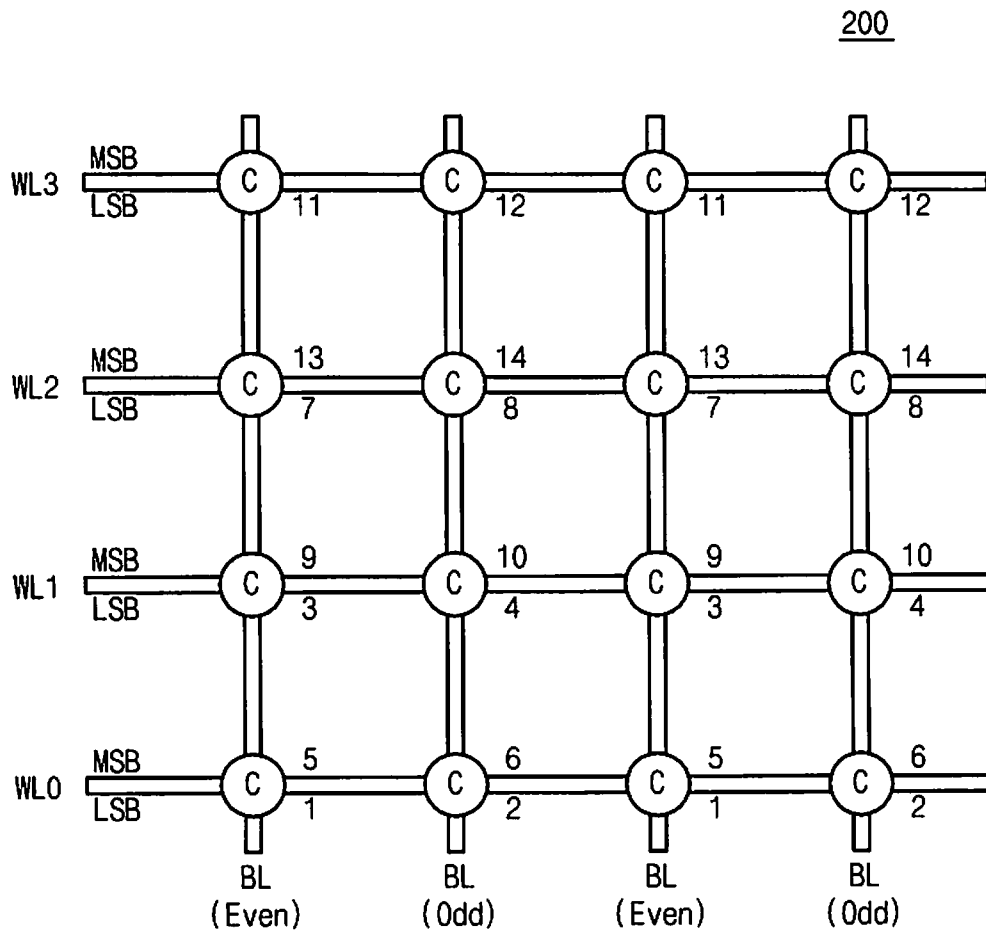 200
MSB
WL3 C C C C
LSB 11 12 11 12
MSB 13 14 13 14
WL2 C C C C
LSB 7 8 7 8
MSB 9 10 9 10
WL1 C C C C
LSB 3 4 3 4
MSB 5 6 5 6
WL0 C C C C
LSB 1 2 1 2
BL BL BL BL
(Even) (Odd) (Even) (Odd)